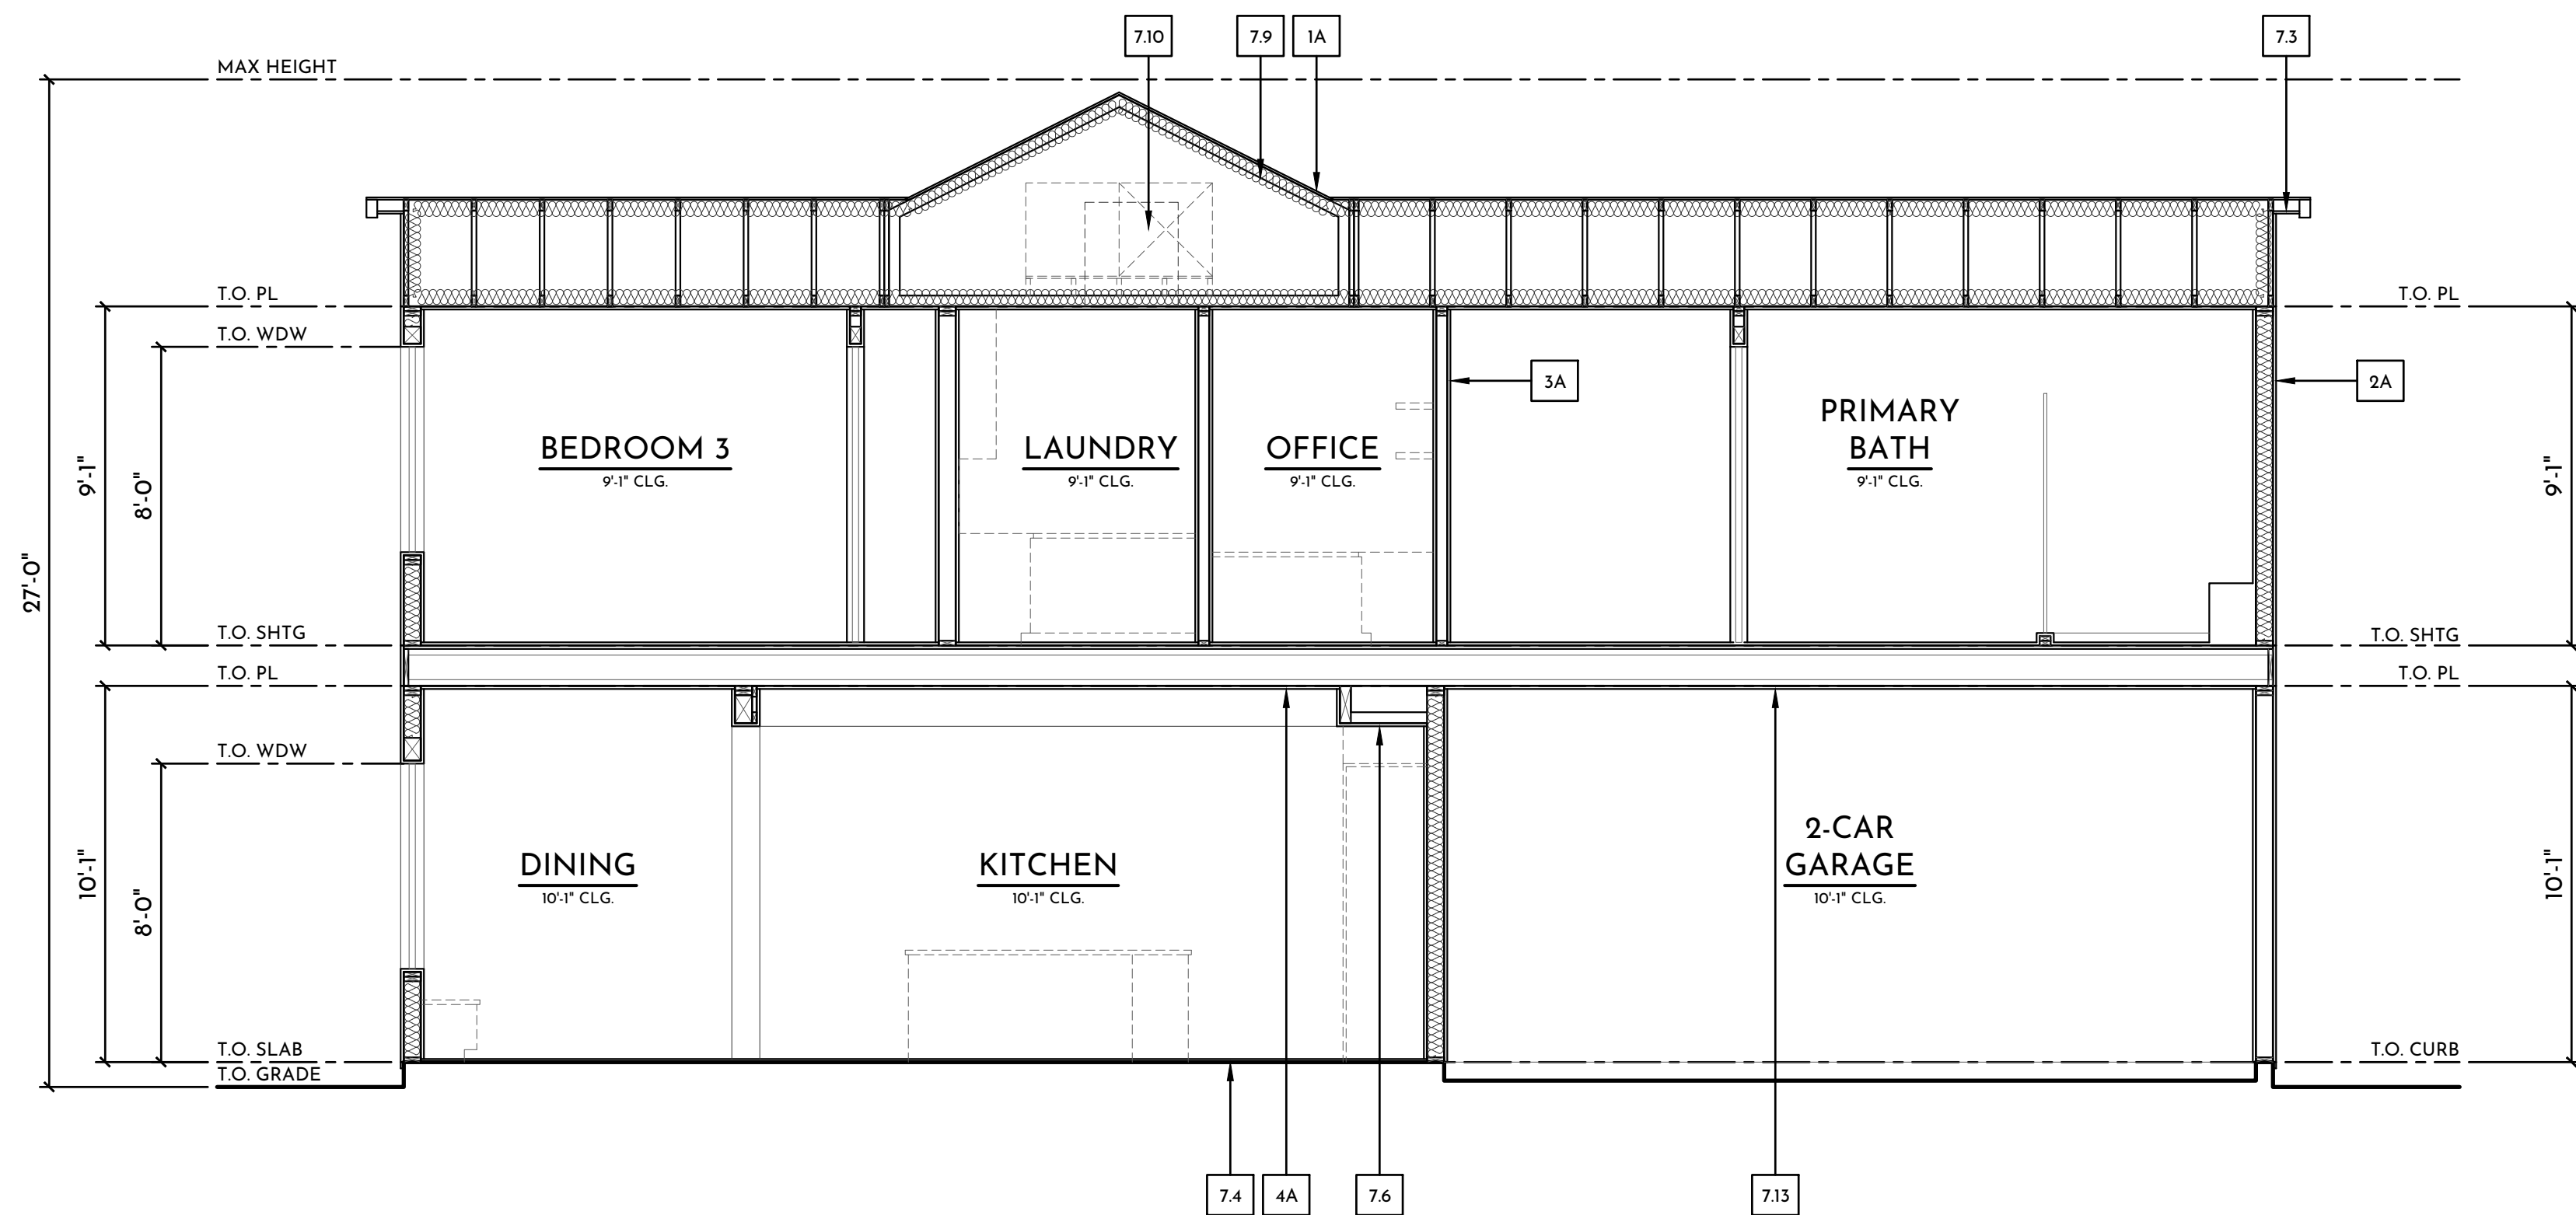 7.10
7.9
1A
7.3
MAX HEIGHT
T.O. PL
T.O. PL
T.O. WDW
3A
2A
PRIMARY
BATH
9'-1" CLG.
BEDROOM 3
9'-1" CLG.
LAUNDRY
9'-1" CLG.
OFFICE
9'-1" CLG.
9'-1"
8'-0"
9'-1"
27'-0"
T.O. SHTG
T.O. SHTG
T.O. PL
T.O. PL
T.O. WDW
2-CAR
GARAGE
10'-1" CLG.
DINING
10'-1" CLG.
KITCHEN
10'-1" CLG.
10'-1"
8'-0"
10'-1"
T.O. SLAB
T.O. CURB
T.O. GRADE
7.4
4A
7.6
7.13